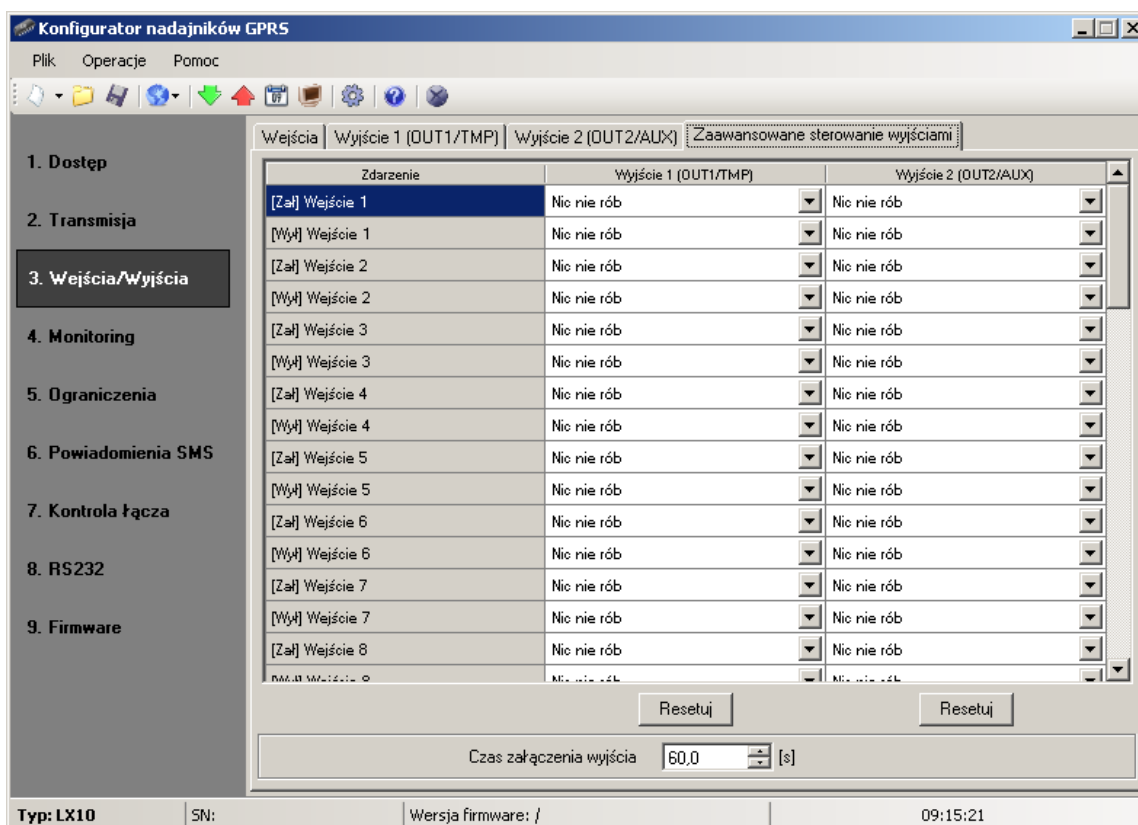 Konfigurator nadajników GPRS
Plik Operacje Pomoc
1. Dostęp
2. Transmisja
3. Wejścia/Wyjścia
4. Monitoring
5. Ograniczenia
6. Powiadomienia SMS
7. Kontrola łącza
8. RS232
9. Firmware
Wejścia Wyjście 1 (OUT1/TMP) Wyjście 2 (OUT2/AUX) Zaawansowane sterowanie wyjściami
Zdarzenie Wyjście 1 (OUT1/TMP) Wyjście 2 (OUT2/AUX)
[Zał] Wejście 1 Nic nie rób Nic nie rób
[Wył] Wejście 1 Nic nie rób Nic nie rób
[Zał] Wejście 2 Nic nie rób Nic nie rób
[Wył] Wejście 2 Nic nie rób Nic nie rób
[Zał] Wejście 3 Nic nie rób Nic nie rób
[Wył] Wejście 3 Nic nie rób Nic nie rób
[Zał] Wejście 4 Nic nie rób Nic nie rób
[Wył] Wejście 4 Nic nie rób Nic nie rób
[Zał] Wejście 5 Nic nie rób Nic nie rób
[Wył] Wejście 5 Nic nie rób Nic nie rób
[Zał] Wejście 6 Nic nie rób Nic nie rób
[Wył] Wejście 6 Nic nie rób Nic nie rób
[Zał] Wejście 7 Nic nie rób Nic nie rób
[Wył] Wejście 7 Nic nie rób Nic nie rób
[Zał] Wejście 8 Nic nie rób Nic nie rób
Resetuj Resetuj
Czas załączenia wyjścia 60,0 [s]
Typ: LX10 SN: Wersja firmware: / 09:15:21